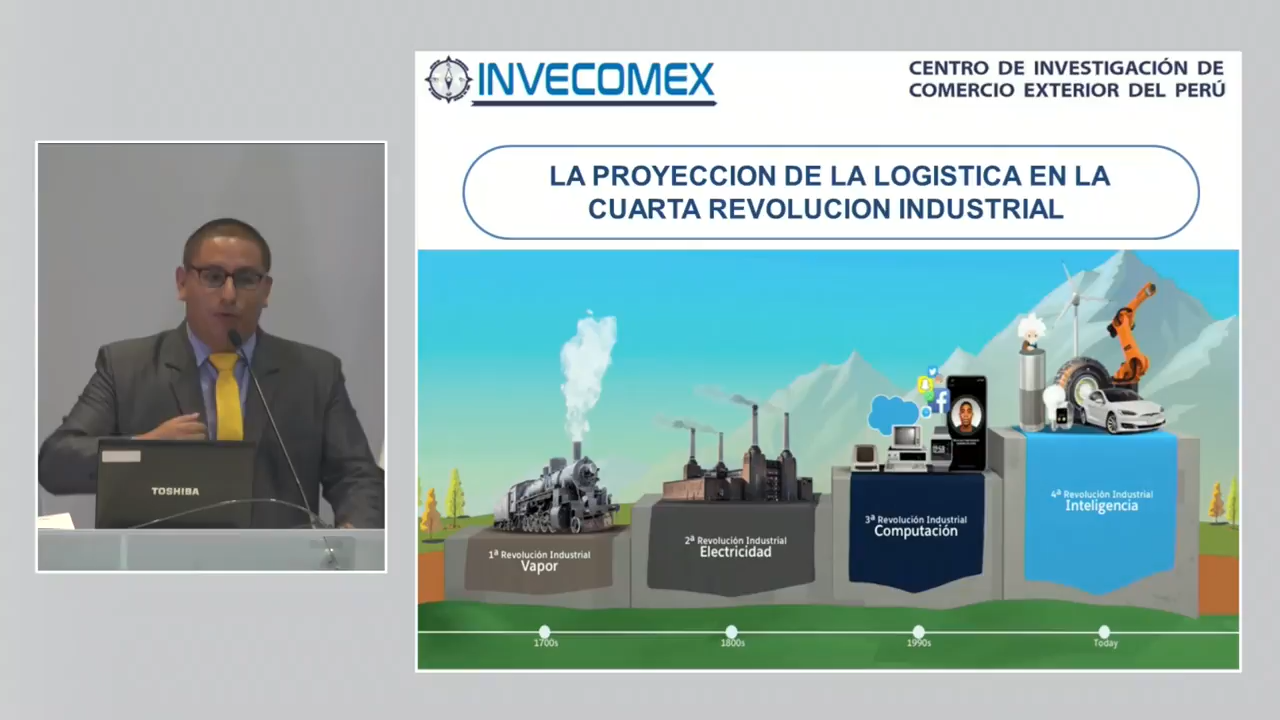 INVECOMEX
CENTRO DE INVESTIGACIÓN DE
COMERCIO EXTERIOR DEL PERÚ
LA PROYECCION DE LA LOGISTICA EN LA
CUARTA REVOLUCION INDUSTRIAL
TOSHIBA
1ª Revolución Industrial
Vapor
2ª Revolución Industrial
Electricidad
3ª Revolución Industrial
Computación
4ª Revolución Industrial
Inteligencia
1700s
1800s
1990s
Today